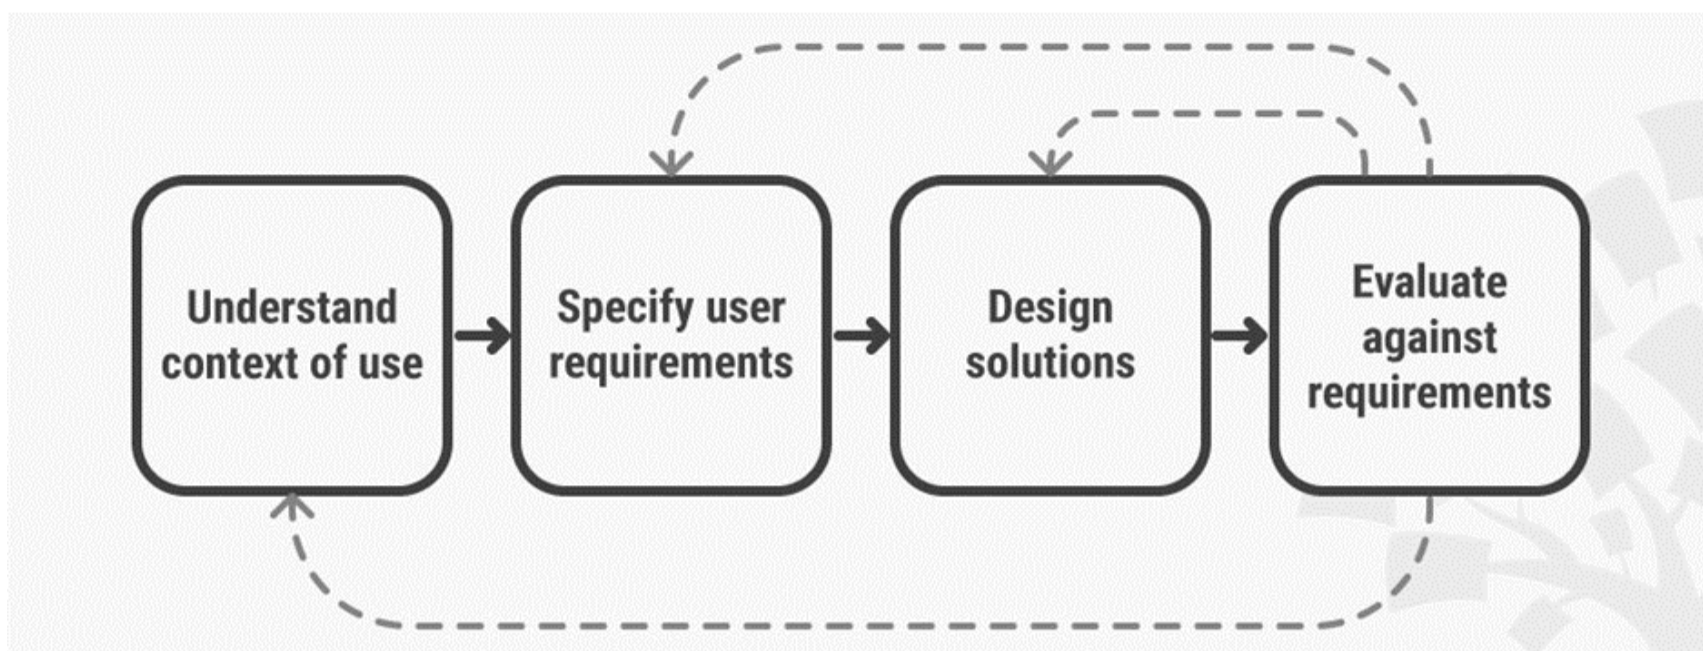 Understand
context of use
Specify user
requirements
Design
solutions
Evaluate
against
requirements